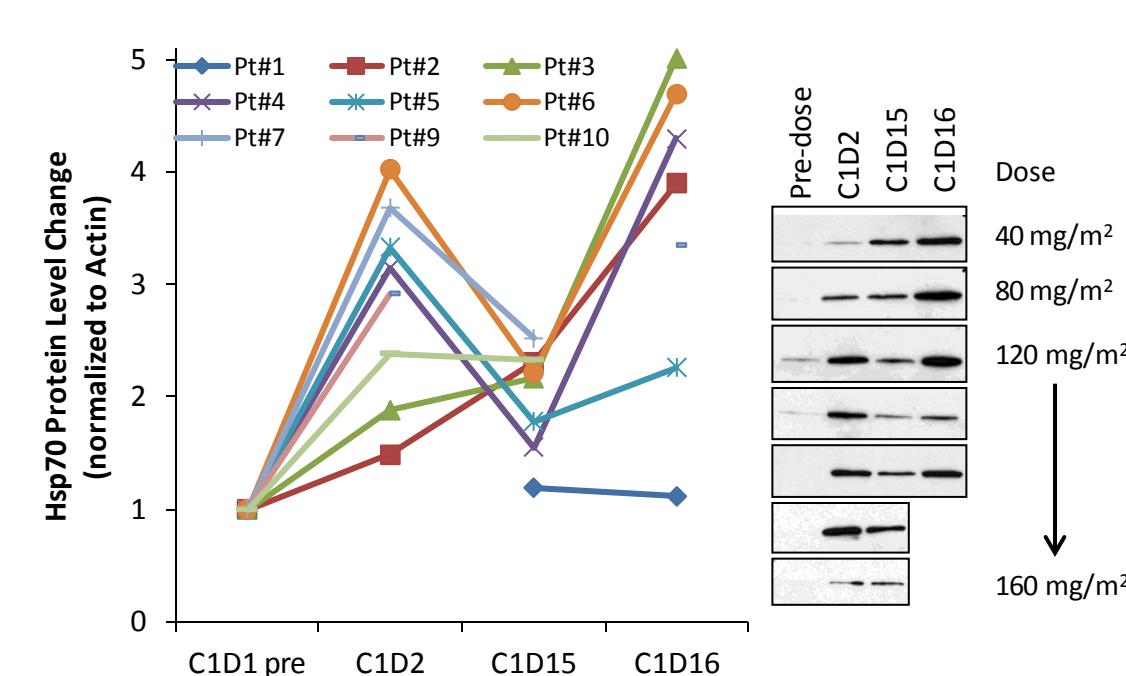 Hsp70 Protein Level Change
(normalized to Actin)
5
4
3
2
1
0
Pt#1 Pt#2 Pt#3
Pt#4 Pt#5 Pt#6
Pt#7 Pt#9 Pt#10
C1D1 pre C1D2 C1D15 C1D16
Pre-dose C1D2 C1D15 C1D16 Dose
40 mg/m²
80 mg/m²
120 mg/m²
160 mg/m²